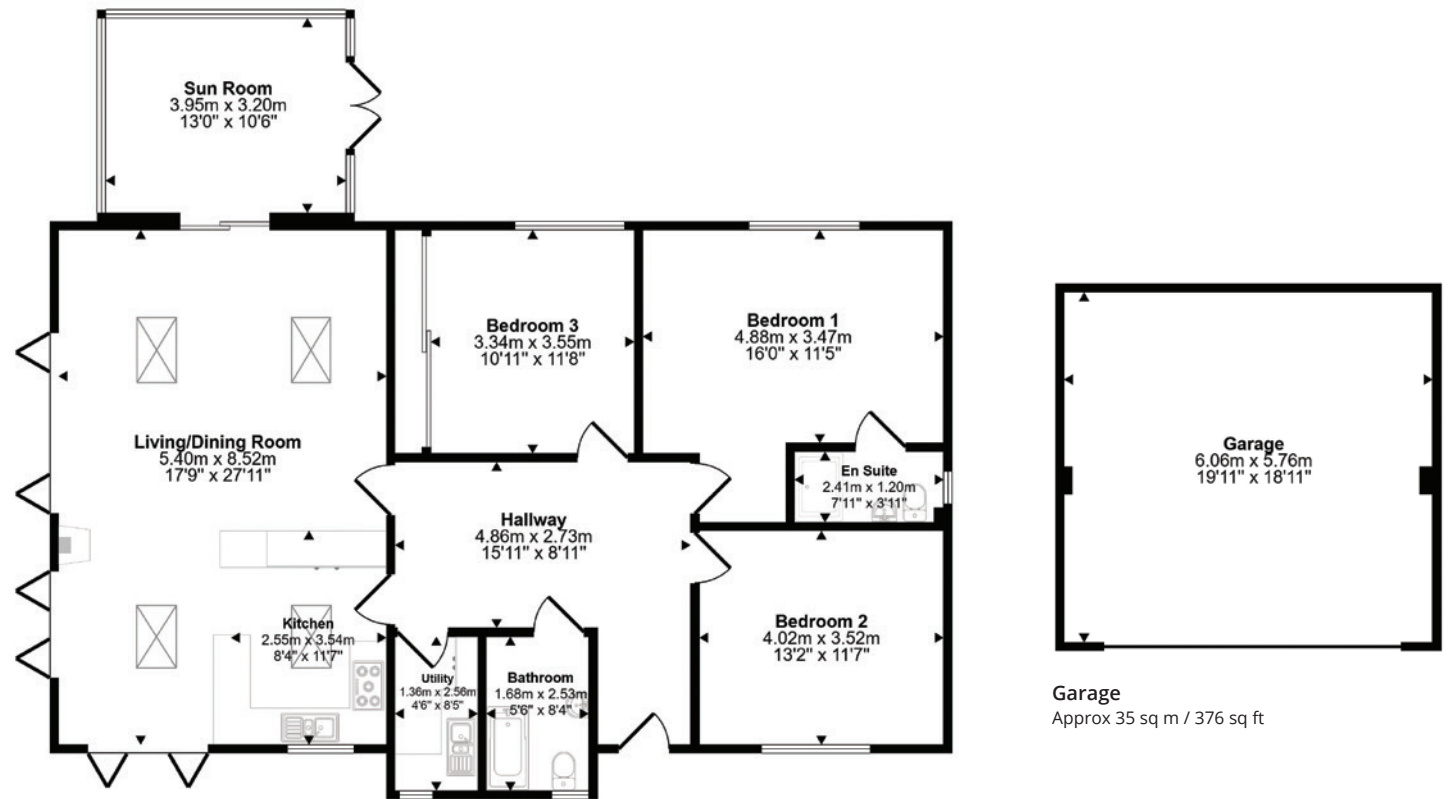 Sun Room
3.95m x 3.20m
13'0" x 10'6"
Bedroom 3
3.34m x 3.55m
10'11" x 11'8"
Bedroom 1
4.88m x 3.47m
16'0" x 11'5"
Living/Dining Room
5.40m x 8.52m
17'9" x 27'11"
En Suite
2.41m x 1.20m
7'11" x 3'11"
Hallway
4.86m x 2.73m
15'11" x 8'11"
Kitchen
2.55m x 3.54m
8'4" x 11'7"
Utility
1.36m x 2.56m
4'6" x 8'5"
Bathroom
1.68m x 2.53m
5'6" x 8'4"
Bedroom 2
4.02m x 3.52m
13'2" x 11'7"
Garage
6.06m x 5.76m
19'11" x 18'11"
Garage
Approx 35 sq m / 376 sq ft